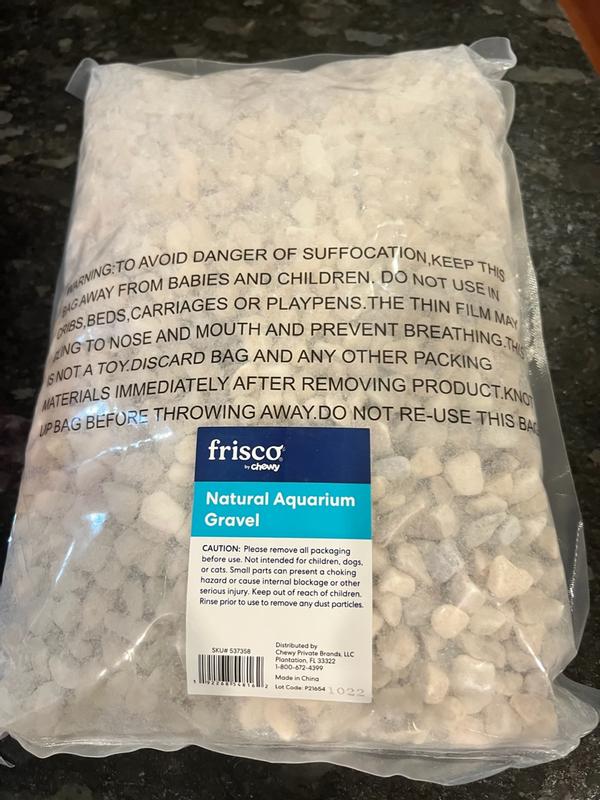 WARNING:TO AVOID DANGER OF SUFFOCATION,KEEP THIS
BAG AWAY FROM BABIES AND CHILDREN. DO NOT USE IN
CRIBS,BEDS,CARRIAGES OR PLAYPENS.THE THIN FILM MAY
LING TO NOSE AND MOUTH AND PREVENT BREATHING.THIS
IS NOT A TOY.DISCARD BAG AND ANY OTHER PACKING
MATERIALS IMMEDIATELY AFTER REMOVING PRODUCT.KNOT
UP BAG BEFORE THROWING AWAY.DO NOT RE-USE THIS BAG
frisco
by chewy
Natural Aquarium
Gravel
CAUTION: Please remove all packaging
before use. Not intended for children, dogs,
or cats. Small parts can present a choking
hazard or cause internal blockage or other
serious injury. Keep out of reach of children.
Rinse prior to use to remove any dust particles.
SKU# 537358
Distributed by
Chewy Private Brands, LLC
Plantation, FL 33322
1-800-672-4399
Made in China
Lot Code: P21654 1022